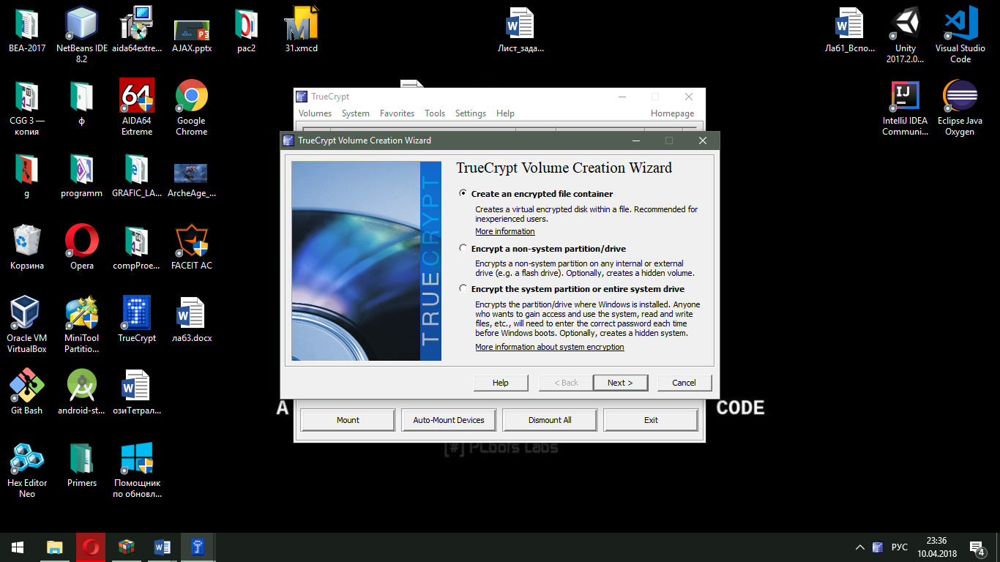 BEA-2017
NetBeans IDE
8.2
aida64extre...
AJAX.pptx
рас2
31.xmcd
Лист_зада...
Лаб1_Вспо...
Unity
2017.2.0...
Visual Studio
Code
CGG 3 —
копия
ф
64
AIDA64
Extreme
Google
Chrome
IJ
IntelliJ IDEA
Communi...
Eclipse Java
Oxygen
g
programm
GRAFIC_LA...
ArcheAge_...
Корзина
Opera
compProe...
FACEIT AC
Oracle VM
VirtualBox
MiniTool
Partitio...
TrueCrypt
лаб3.docx
Git Bash
android-st...
озиТетрал...
Hex Editor
Neo
Primers
Помощник
по обновл...
TrueCrypt
Volumes System Favorites Tools Settings Help Homepage
TrueCrypt Volume Creation Wizard
TRUECRYPT
TrueCrypt Volume Creation Wizard
Create an encrypted file container
Creates a virtual encrypted disk within a file. Recommended for
inexperienced users.
More information
Encrypt a non-system partition/drive
Encrypts a non-system partition on any internal or external
drive (e.g. a flash drive). Optionally, creates a hidden volume.
Encrypt the system partition or entire system drive
Encrypts the partition/drive where Windows is installed. Anyone
who wants to gain access and use the system, read and write
files, etc., will need to enter the correct password each time
before Windows boots. Optionally, creates a hidden system.
More information about system encryption
Help < Back Next > Cancel
A
CODE
Mount Auto-Mount Devices Dismount All Exit
Labs
РУС
23:36
10.04.2018
4